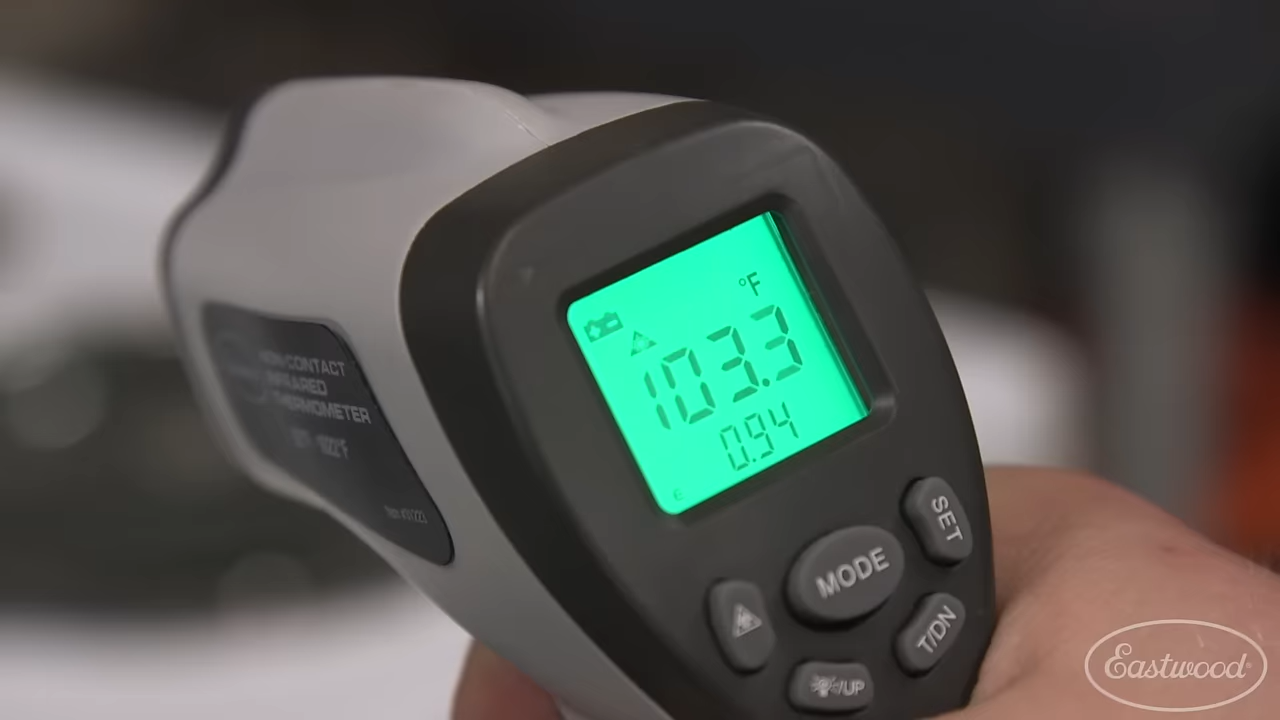 °F
103.3
0.94
€
NON-CONTACT
INFRARED
THERMOMETER
SET
MODE
T/DN
/UP
Eastwood